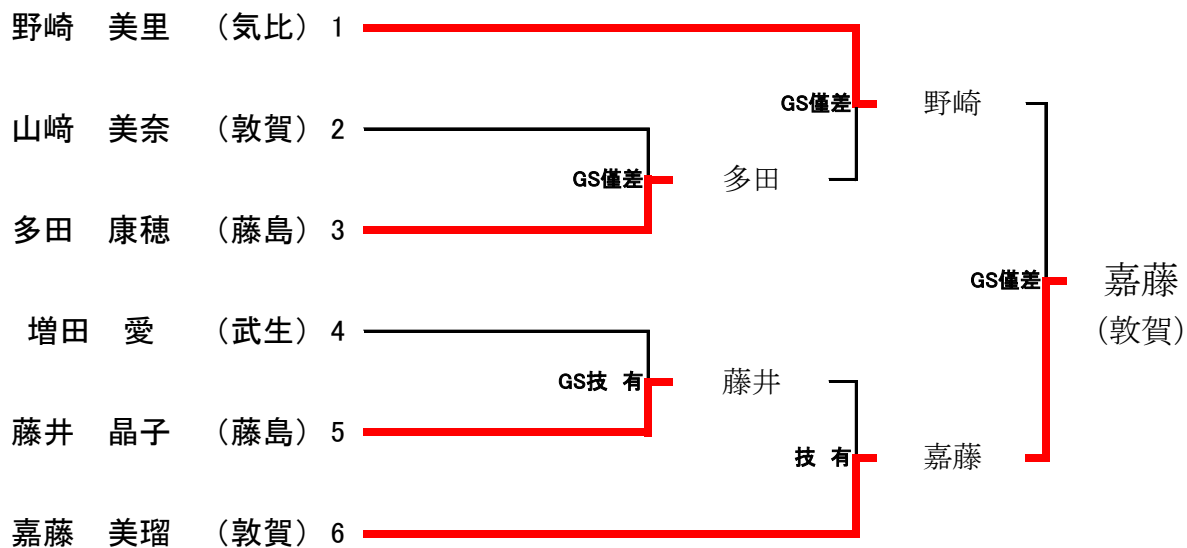 野崎　美里　（気比） 1
GS僅差
野崎
山﨑　美奈　（敦賀） 2
GS僅差
多田
多田　康穂　（藤島） 3
GS僅差
嘉藤
（敦賀）
増田　愛　（武生） 4
GS技 有
藤井
藤井　晶子　（藤島） 5
技 有
嘉藤
嘉藤　美瑠　（敦賀） 6